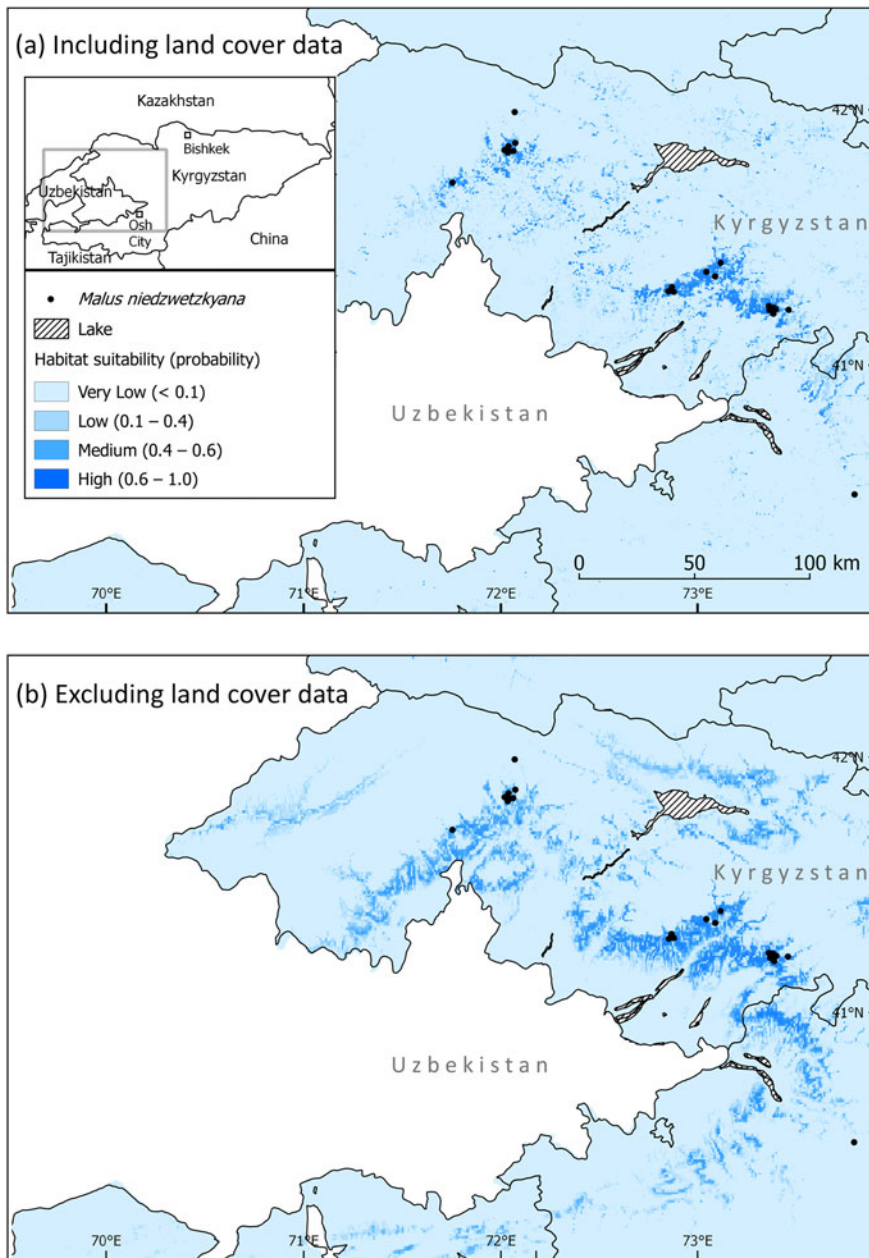 (a) Including land cover data
Kazakhstan
Bishkek
Kyrgyzstan
Uzbekistan
Osh
City
China
Tajikistan
Malus niedzwetzkyana
Lake
Habitat suitability (probability)
Very Low (< 0.1)
Low (0.1 – 0.4)
Medium (0.4 – 0.6)
High (0.6 – 1.0)
42°N
Kyrgyzstan
41°N
Uzbekistan
0 50 100 km
70°E 71°E 72°E 73°E
(b) Excluding land cover data
42°N
Kyrgyzstan
41°N
Uzbekistan
70°E 71°E 72°E 73°E